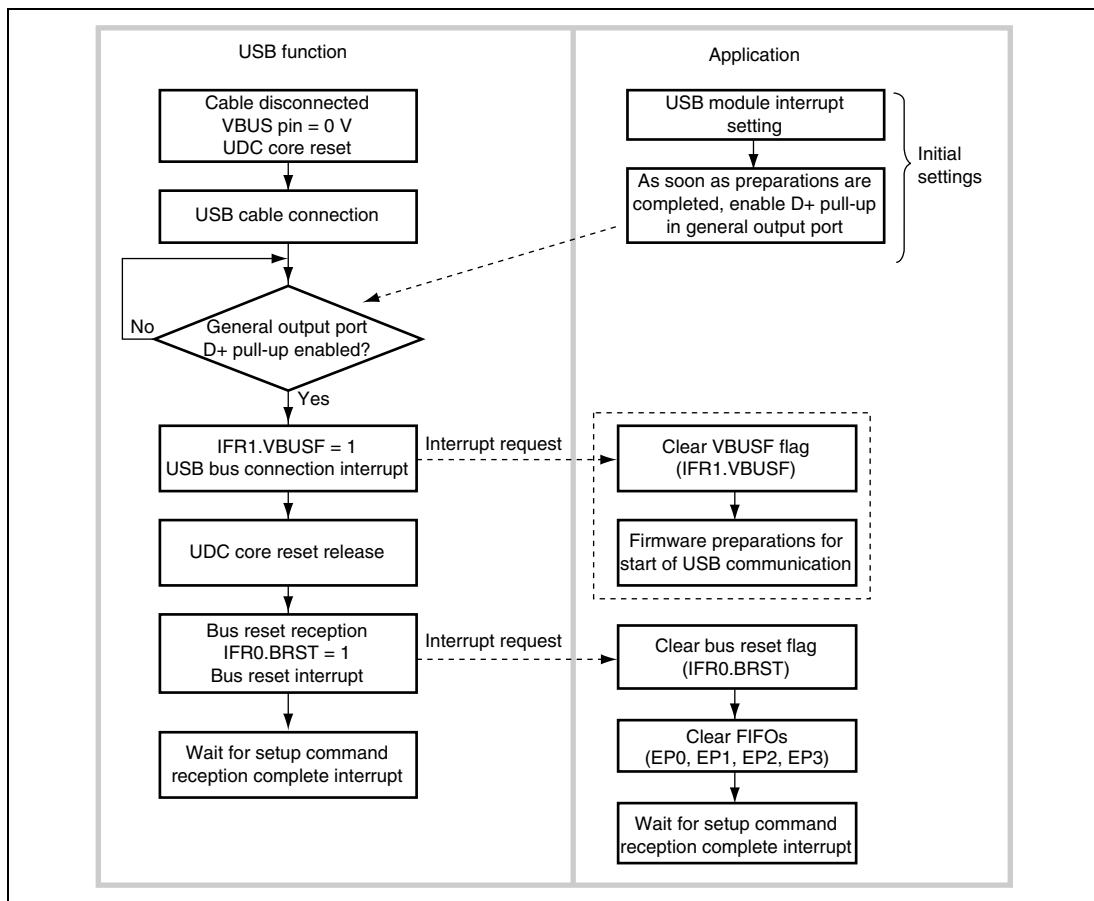 USB function
Cable disconnected
VBUS pin = 0 V
UDC core reset
USB cable connection
General output port
D+ pull-up enabled?
No
Yes
IFR1.VBUSF = 1
USB bus connection interrupt
Interrupt request
UDC core reset release
Bus reset reception
IFR0.BRST = 1
Bus reset interrupt
Interrupt request
Wait for setup command
reception complete interrupt
Application
USB module interrupt
setting
As soon as preparations are
completed, enable D+ pull-up
in general output port
Initial
settings
Clear VBUSF flag
(IFR1.VBUSF)
Firmware preparations for
start of USB communication
Clear bus reset flag
(IFR0.BRST)
Clear FIFOs
(EP0, EP1, EP2, EP3)
Wait for setup command
reception complete interrupt